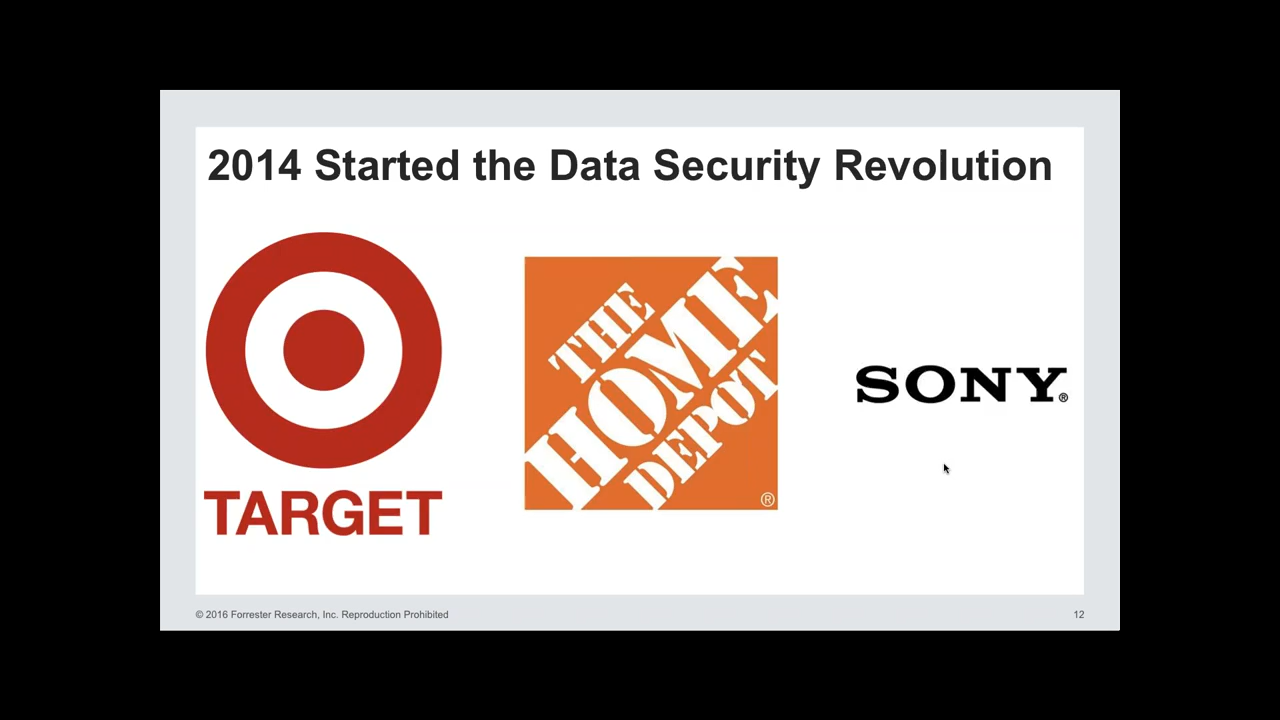 2014 Started the Data Security Revolution
TARGET
THE
HOME
DEPOT
®
SONY®
© 2016 Forrester Research, Inc. Reproduction Prohibited
12